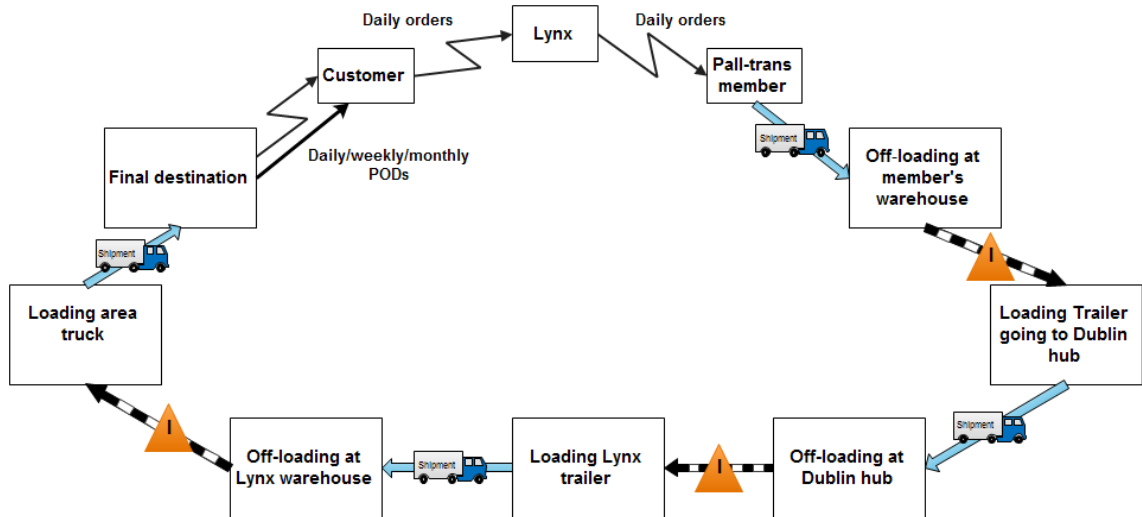 Daily orders
Lynx
Daily orders
Customer
Pall-trans
member
Shipment
Daily/weekly/monthly
PODs
Final destination
Off-loading at
member's
warehouse
Shipment
I
Loading area
truck
Loading Trailer
going to Dublin
hub
Shipment
I
Off-loading at
Lynx warehouse
Shipment
Loading Lynx
trailer
I
Off-loading at
Dublin hub